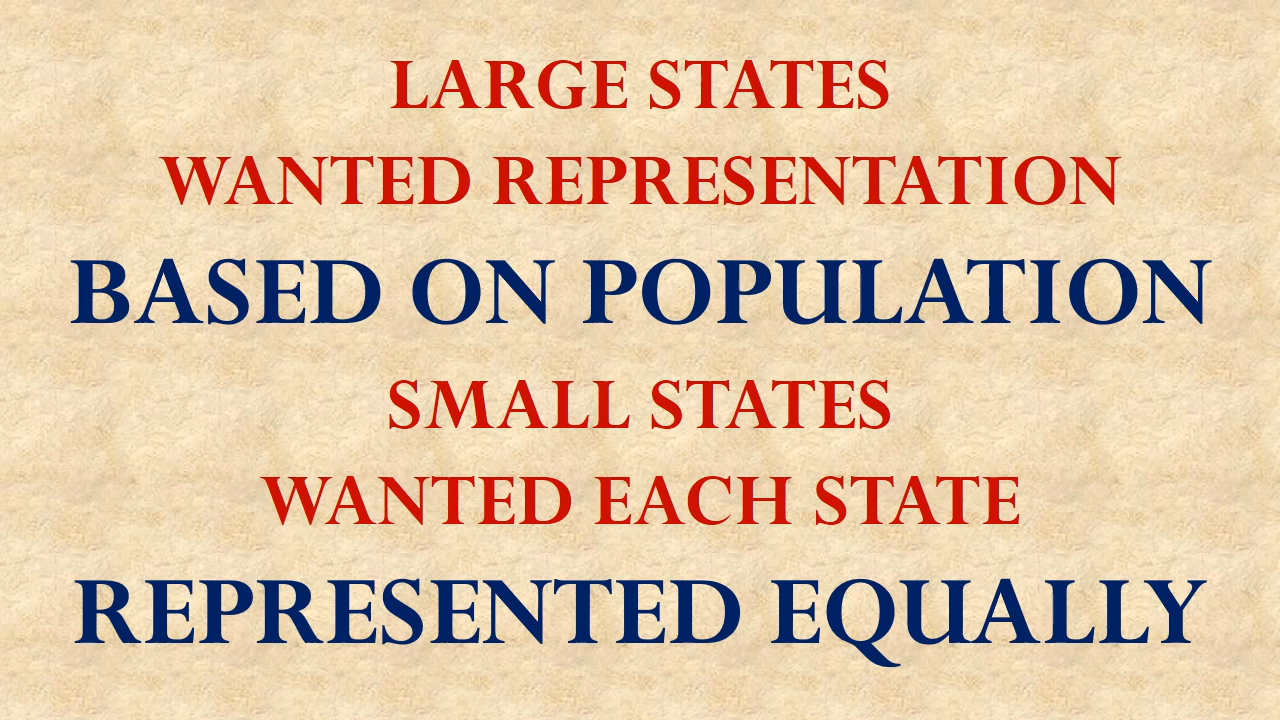 LARGE STATES
WANTED REPRESENTATION
BASED ON POPULATION
SMALL STATES
WANTED EACH STATE
REPRESENTED EQUALLY